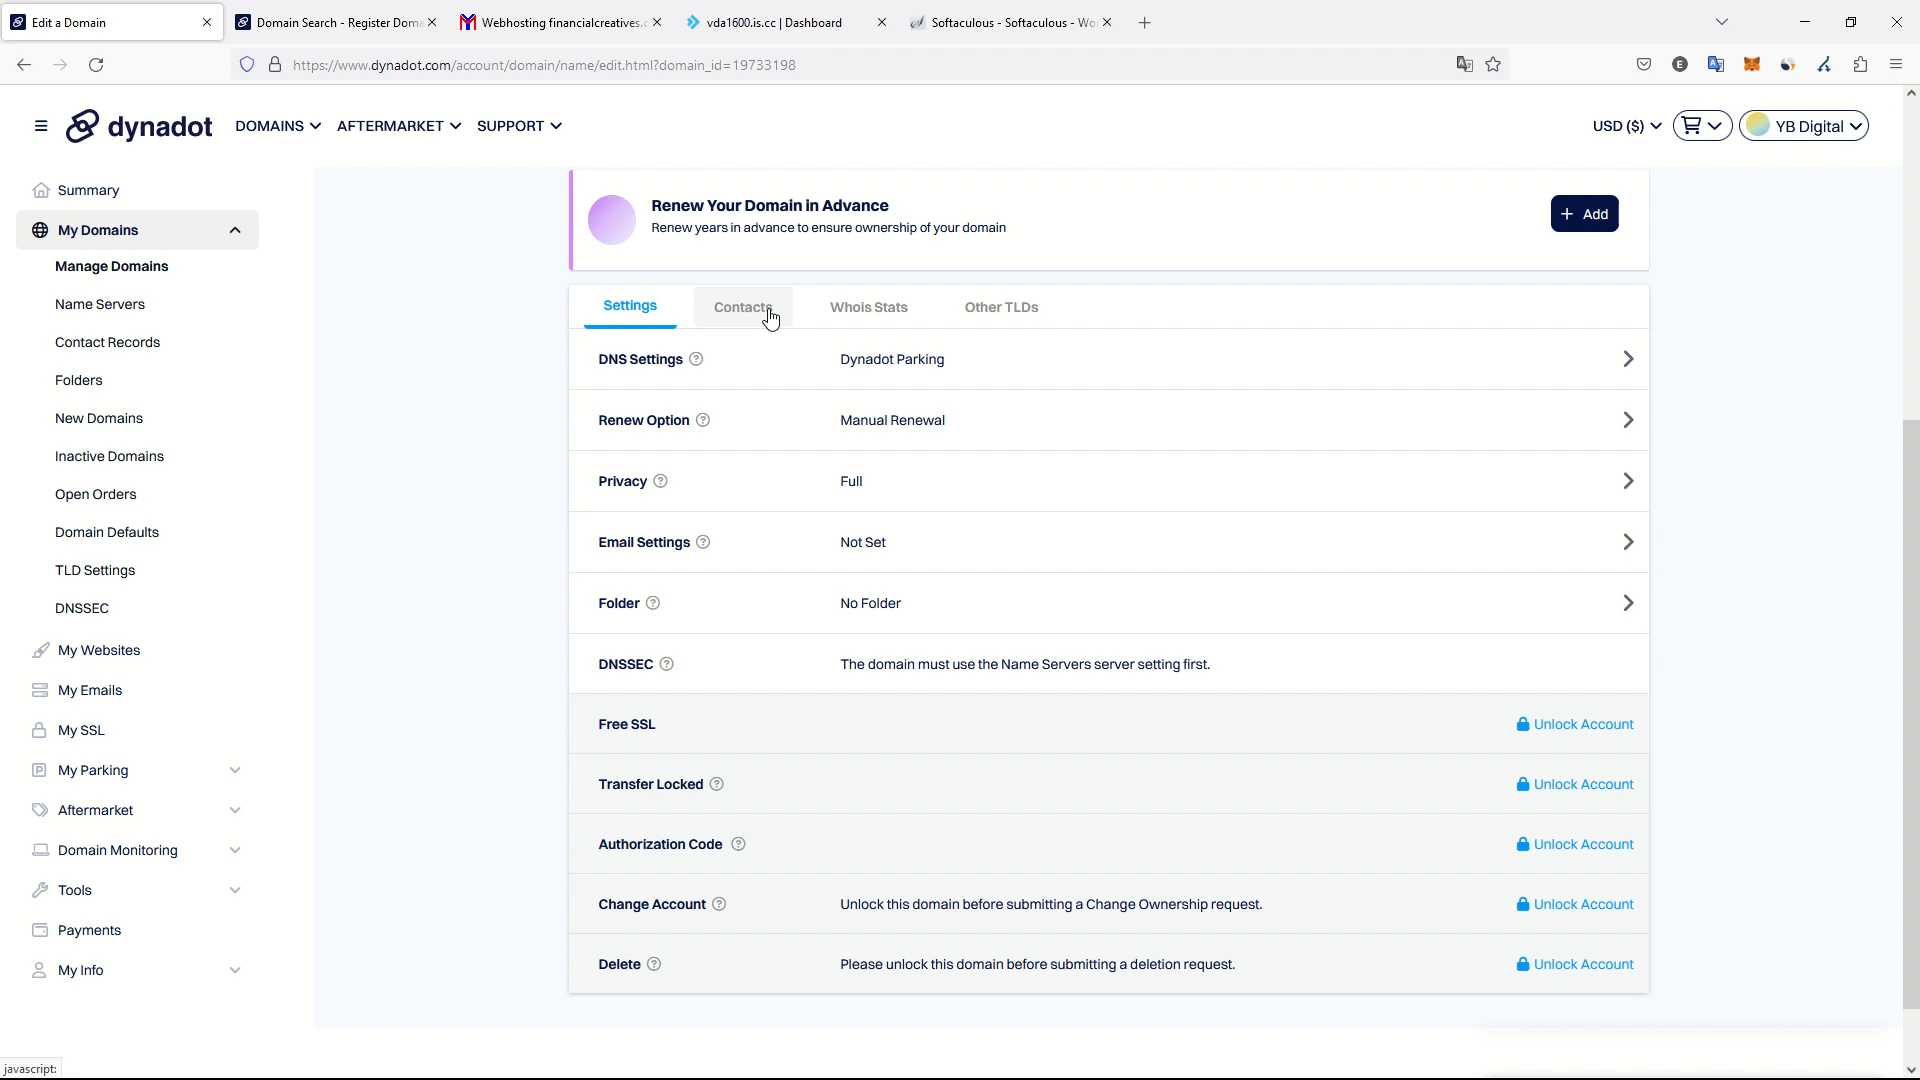 Edit a Domain
Domain Search - Register Doma
Webhosting financialcreatives.c
vda1600.is.cc | Dashboard
Softaculous - Softaculous - Wo
https://www.dynadot.com/account/domain/name/edit.html?domain_id=19733198
dynadot
DOMAINS
AFTERMARKET
SUPPORT
USD ($)
YB Digital
Summary
My Domains
Manage Domains
Name Servers
Contact Records
Folders
New Domains
Inactive Domains
Open Orders
Domain Defaults
TLD Settings
DNSSEC
My Websites
My Emails
My SSL
My Parking
Aftermarket
Domain Monitoring
Tools
Payments
My Info
Renew Your Domain in Advance
Renew years in advance to ensure ownership of your domain
+ Add
Settings
Contacts
Whois Stats
Other TLDs
DNS Settings ? Dynadot Parking
Renew Option ? Manual Renewal
Privacy ? Full
Email Settings ? Not Set
Folder ? No Folder
DNSSEC ? The domain must use the Name Servers server setting first.
Free SSL Unlock Account
Transfer Locked ? Unlock Account
Authorization Code ? Unlock Account
Change Account ? Unlock this domain before submitting a Change Ownership request. Unlock Account
Delete ? Please unlock this domain before submitting a deletion request. Unlock Account
javascript: